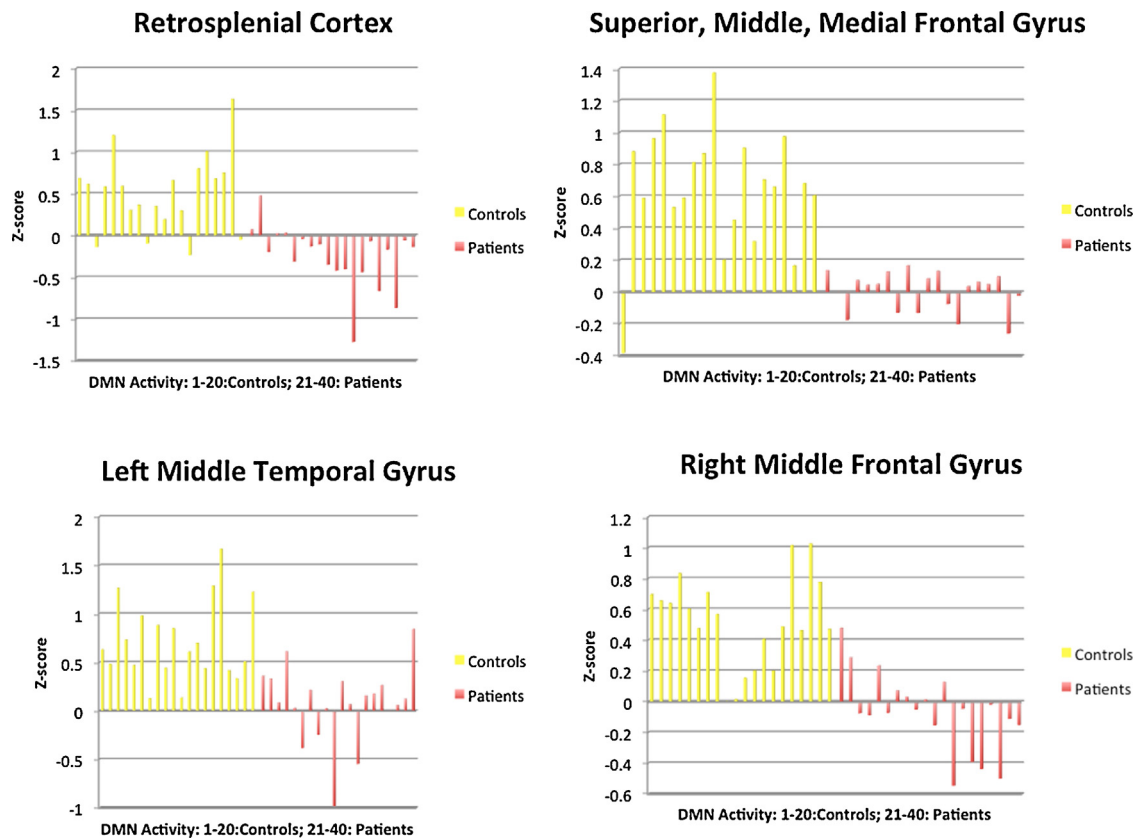 Retrosplenial Cortex
2
1.5
1
0.5
0
-0.5
-1
-1.5
Z-score
Controls
Patients
DMN Activity: 1-20:Controls; 21-40: Patients
Superior, Middle, Medial Frontal Gyrus
1.4
1.2
1
0.8
0.6
0.4
0.2
0
-0.2
-0.4
Z-score
Controls
Patients
DMN Activity: 1-20:Controls; 21-40: Patients
Left Middle Temporal Gyrus
2
1.5
1
0.5
0
-0.5
-1
Z-score
Controls
Patients
DMN Activity: 1-20:Controls; 21-40: Patients
Right Middle Frontal Gyrus
1.2
1
0.8
0.6
0.4
0.2
0
-0.2
-0.4
-0.6
Z-score
Controls
Patients
DMN Activity: 1-20:Controls; 21-40: Patients